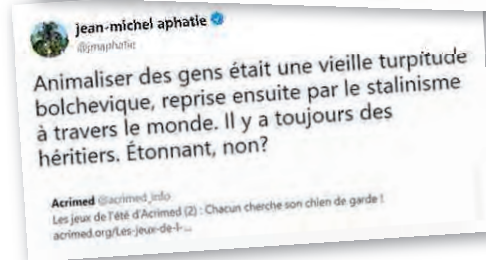 jean-michel aphatie
@jmaphatie
Animaliser des gens était une vieille turpitude
bolchevique, reprise ensuite par le stalinisme
à travers le monde. Il y a toujours des
héritiers. Étonnant, non?
Acrimed @acrimed_info
Les jeux de l'été d'Acrimed (2) : Chacun cherche son chien de garde !
acrimed.org/Les-jeux-de-l-...